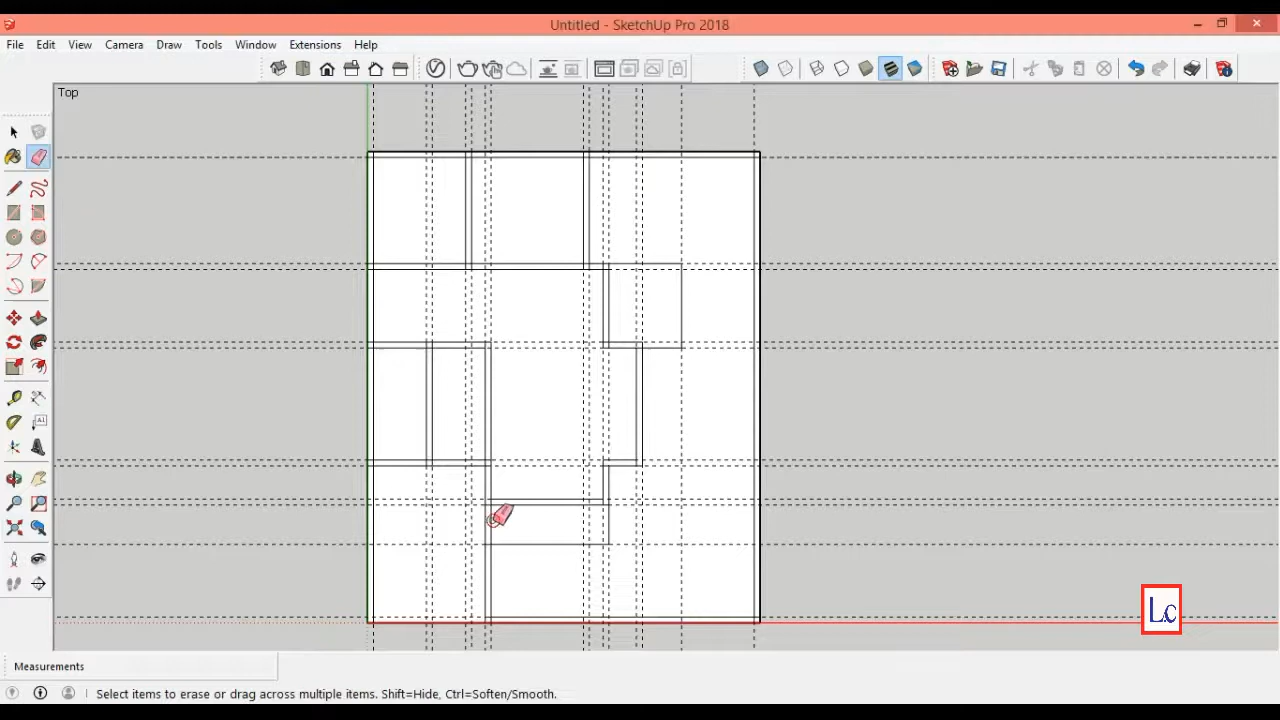 Untitled - SketchUp Pro 2018
File Edit View Camera Draw Tools Window Extensions Help
Top
A1
Lc
Measurements
Select items to erase or drag across multiple items. Shift=Hide, Ctrl=Soften/Smooth.